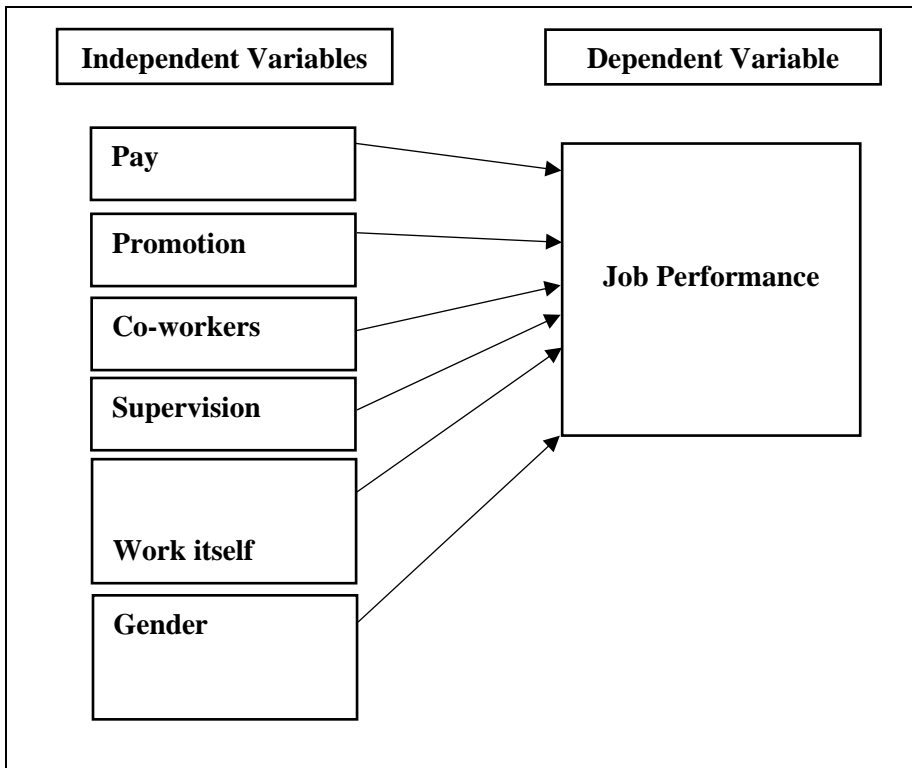 Independent Variables
Dependent Variable
Pay
Promotion
Co-workers
Supervision
Work itself
Gender
Job Performance